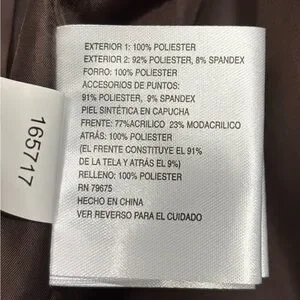 EXTERIOR 1: 100% POLIESTER
EXTERIOR 2: 92% POLIESTER, 8% SPANDEX
FORRO: 100% POLIESTER
ACCESORIOS DE PUNTOS:
91% POLIESTER, 9% SPANDEX
PIEL SINTÉTICA EN CAPUCHA
FRENTE: 77%ACRILICO 23% MODACRILICO
ATRÁS: 100% POLIESTER
(EL FRENTE CONSTITUYE EL 91%
DE LA TELA Y ATRÁS EL 9%)
RELLENO: 100% POLIESTER
RN 79675
HECHO EN CHINA
VER REVERSO PARA EL CUIDADO
165717